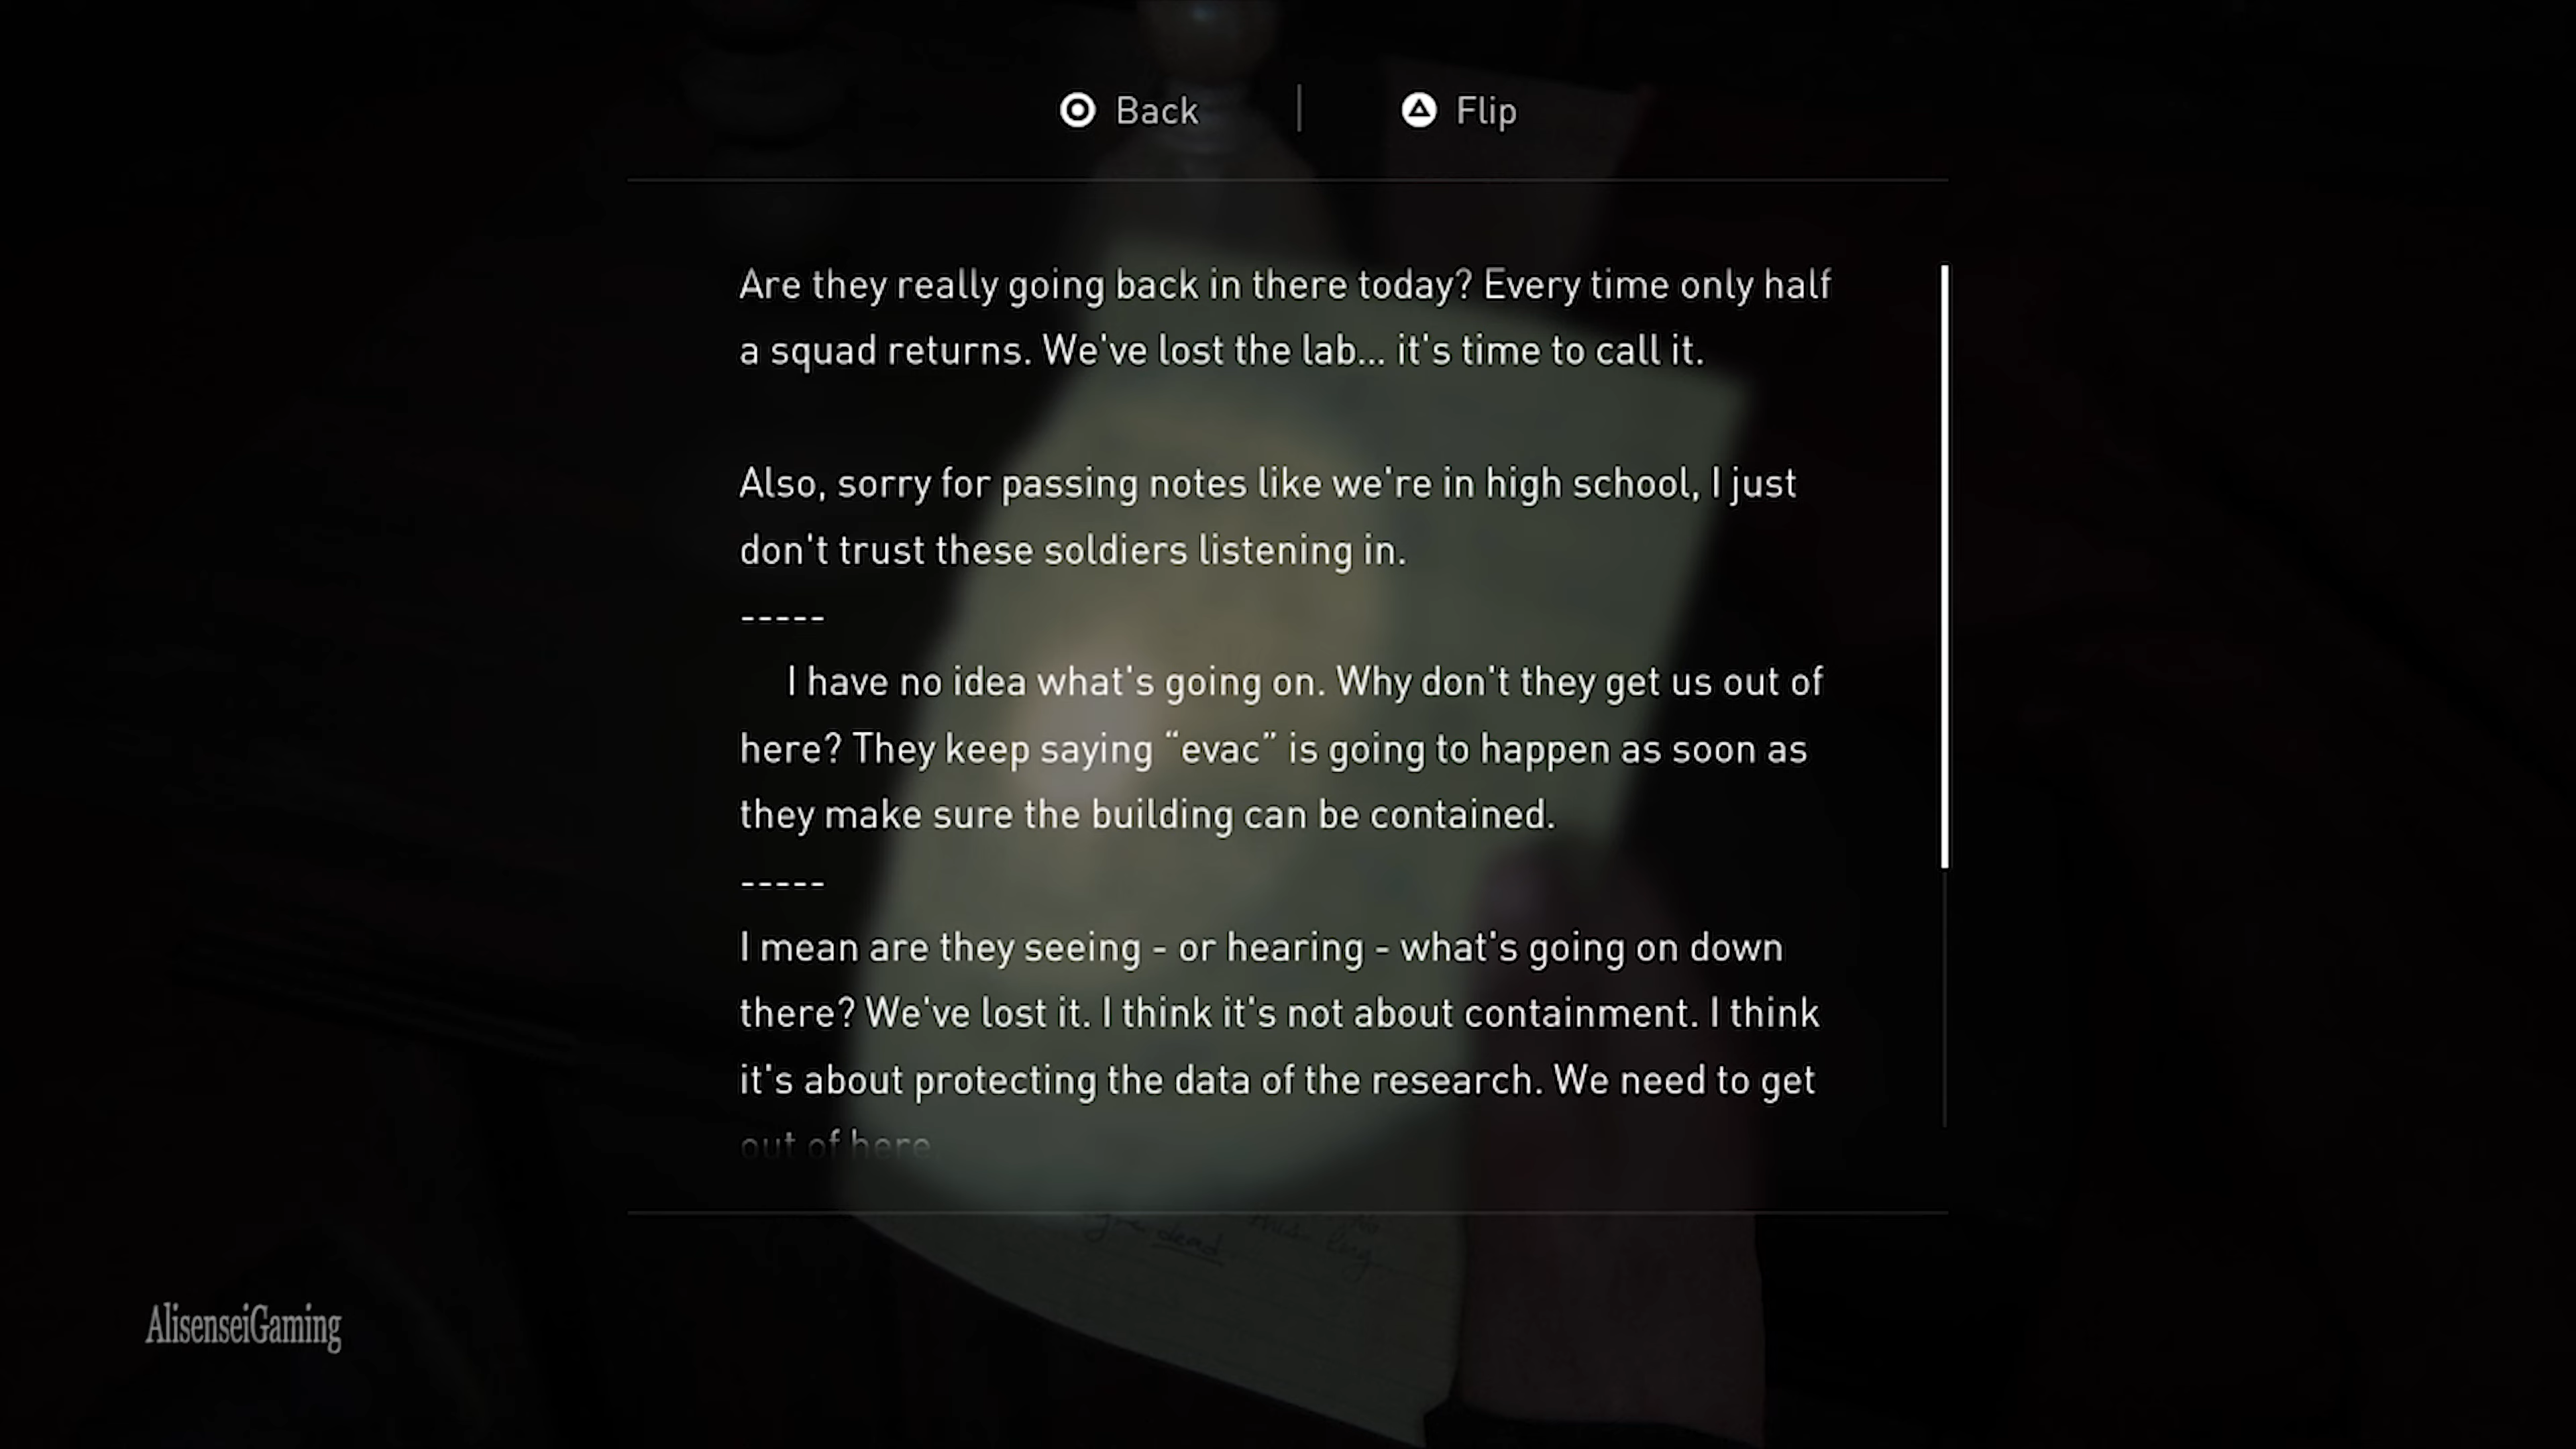 Back
Flip
Are they really going back in there today? Every time only half
a squad returns. We've lost the lab... it's time to call it.
Also, sorry for passing notes like we're in high school, I just
don't trust these soldiers listening in.
-----
I have no idea what's going on. Why don't they get us out of
here? They keep saying “evac” is going to happen as soon as
they make sure the building can be contained.
-----
I mean are they seeing - or hearing - what's going on down
there? We've lost it. I think it's not about containment. I think
it's about protecting the data of the research. We need to get
out of here.
dead
this
AlisenseiGaming